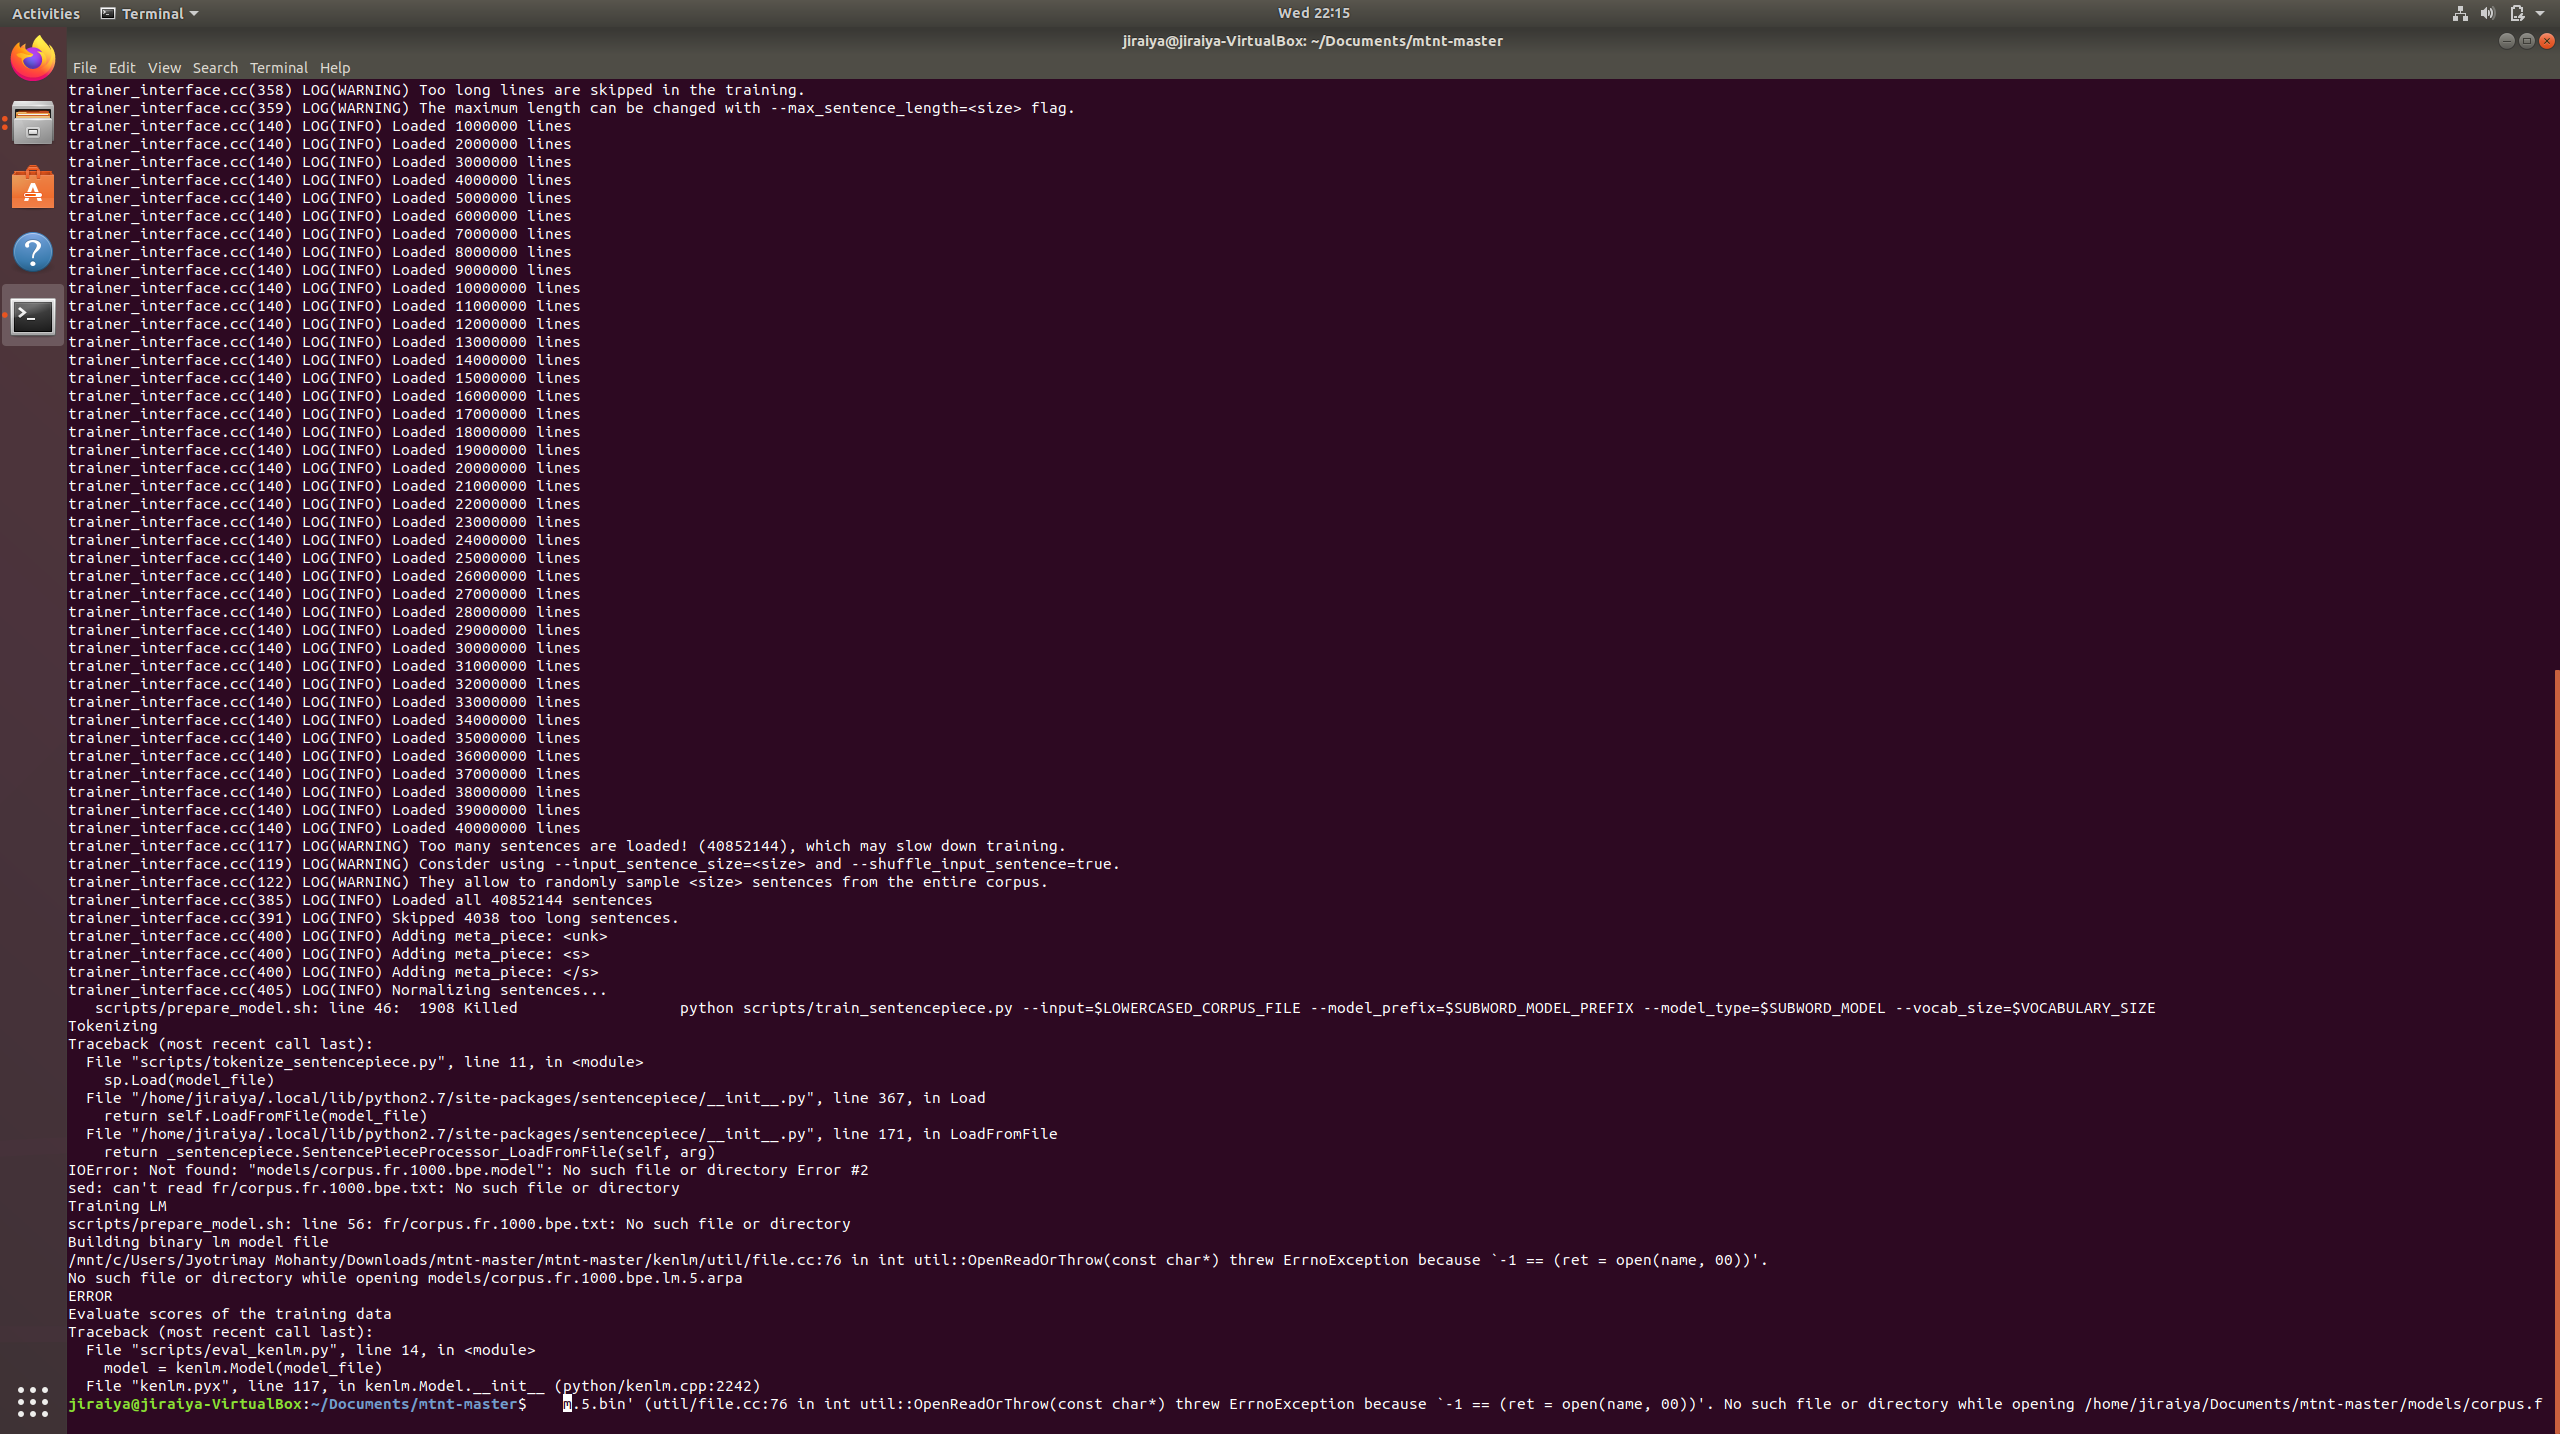 Activities
Terminal
Wed 22:15
jiraiya@jiraiya-VirtualBox: ~/Documents/mtnt-master
File Edit View Search Terminal Help
trainer_interface.cc(358) LOG(WARNING) Too long lines are skipped in the training.
trainer_interface.cc(359) LOG(WARNING) The maximum length can be changed with --max_sentence_length=<size> flag.
trainer_interface.cc(140) LOG(INFO) Loaded 1000000 lines
trainer_interface.cc(140) LOG(INFO) Loaded 2000000 lines
trainer_interface.cc(140) LOG(INFO) Loaded 3000000 lines
trainer_interface.cc(140) LOG(INFO) Loaded 4000000 lines
trainer_interface.cc(140) LOG(INFO) Loaded 5000000 lines
trainer_interface.cc(140) LOG(INFO) Loaded 6000000 lines
trainer_interface.cc(140) LOG(INFO) Loaded 7000000 lines
trainer_interface.cc(140) LOG(INFO) Loaded 8000000 lines
trainer_interface.cc(140) LOG(INFO) Loaded 9000000 lines
trainer_interface.cc(140) LOG(INFO) Loaded 10000000 lines
trainer_interface.cc(140) LOG(INFO) Loaded 11000000 lines
trainer_interface.cc(140) LOG(INFO) Loaded 12000000 lines
trainer_interface.cc(140) LOG(INFO) Loaded 13000000 lines
trainer_interface.cc(140) LOG(INFO) Loaded 14000000 lines
trainer_interface.cc(140) LOG(INFO) Loaded 15000000 lines
trainer_interface.cc(140) LOG(INFO) Loaded 16000000 lines
trainer_interface.cc(140) LOG(INFO) Loaded 17000000 lines
trainer_interface.cc(140) LOG(INFO) Loaded 18000000 lines
trainer_interface.cc(140) LOG(INFO) Loaded 19000000 lines
trainer_interface.cc(140) LOG(INFO) Loaded 20000000 lines
trainer_interface.cc(140) LOG(INFO) Loaded 21000000 lines
trainer_interface.cc(140) LOG(INFO) Loaded 22000000 lines
trainer_interface.cc(140) LOG(INFO) Loaded 23000000 lines
trainer_interface.cc(140) LOG(INFO) Loaded 24000000 lines
trainer_interface.cc(140) LOG(INFO) Loaded 25000000 lines
trainer_interface.cc(140) LOG(INFO) Loaded 26000000 lines
trainer_interface.cc(140) LOG(INFO) Loaded 27000000 lines
trainer_interface.cc(140) LOG(INFO) Loaded 28000000 lines
trainer_interface.cc(140) LOG(INFO) Loaded 29000000 lines
trainer_interface.cc(140) LOG(INFO) Loaded 30000000 lines
trainer_interface.cc(140) LOG(INFO) Loaded 31000000 lines
trainer_interface.cc(140) LOG(INFO) Loaded 32000000 lines
trainer_interface.cc(140) LOG(INFO) Loaded 33000000 lines
trainer_interface.cc(140) LOG(INFO) Loaded 34000000 lines
trainer_interface.cc(140) LOG(INFO) Loaded 35000000 lines
trainer_interface.cc(140) LOG(INFO) Loaded 36000000 lines
trainer_interface.cc(140) LOG(INFO) Loaded 37000000 lines
trainer_interface.cc(140) LOG(INFO) Loaded 38000000 lines
trainer_interface.cc(140) LOG(INFO) Loaded 39000000 lines
trainer_interface.cc(140) LOG(INFO) Loaded 40000000 lines
trainer_interface.cc(117) LOG(WARNING) Too many sentences are loaded! (40852144), which may slow down training.
trainer_interface.cc(119) LOG(WARNING) Consider using --input_sentence_size=<size> and --shuffle_input_sentence=true.
trainer_interface.cc(122) LOG(WARNING) They allow to randomly sample <size> sentences from the entire corpus.
trainer_interface.cc(385) LOG(INFO) Loaded all 40852144 sentences
trainer_interface.cc(391) LOG(INFO) Skipped 4038 too long sentences.
trainer_interface.cc(400) LOG(INFO) Adding meta_piece: <unk>
trainer_interface.cc(400) LOG(INFO) Adding meta_piece: <s>
trainer_interface.cc(400) LOG(INFO) Adding meta_piece: </s>
trainer_interface.cc(405) LOG(INFO) Normalizing sentences...
scripts/prepare_model.sh: line 46:  1908 Killed                  python scripts/train_sentencepiece.py --input=$LOWERCASED_CORPUS_FILE --model_prefix=$SUBWORD_MODEL_PREFIX --model_type=$SUBWORD_MODEL --vocab_size=$VOCABULARY_SIZE
Tokenizing
Traceback (most recent call last):
File "scripts/tokenize_sentencepiece.py", line 11, in <module>
sp.Load(model_file)
File "/home/jiraiya/.local/lib/python2.7/site-packages/sentencepiece/__init__.py", line 367, in Load
return self.LoadFromFile(model_file)
File "/home/jiraiya/.local/lib/python2.7/site-packages/sentencepiece/__init__.py", line 171, in LoadFromFile
return _sentencepiece.SentencePieceProcessor_LoadFromFile(self, arg)
IOError: Not found: "models/corpus.fr.1000.bpe.model": No such file or directory Error #2
sed: can't read fr/corpus.fr.1000.bpe.txt: No such file or directory
Training LM
scripts/prepare_model.sh: line 56: fr/corpus.fr.1000.bpe.txt: No such file or directory
Building binary lm model file
/mnt/c/Users/Jyotrimay Mohanty/Downloads/mtnt-master/mtnt-master/kenlm/util/file.cc:76 in int util::OpenReadOrThrow(const char*) threw ErrnoException because `-1 == (ret = open(name, 00))'.
No such file or directory while opening models/corpus.fr.1000.bpe.lm.5.arpa
ERROR
Evaluate scores of the training data
Traceback (most recent call last):
File "scripts/eval_kenlm.py", line 14, in <module>
model = kenlm.Model(model_file)
File "kenlm.pyx", line 117, in kenlm.Model.__init__ (python/kenlm.cpp:2242)
jiraiya@jiraiya-VirtualBox:~/Documents/mtnt-master$    m.5.bin' (util/file.cc:76 in int util::OpenReadOrThrow(const char*) threw ErrnoException because `-1 == (ret = open(name, 00))'. No such file or directory while opening /home/jiraiya/Documents/mtnt-master/models/corpus.f